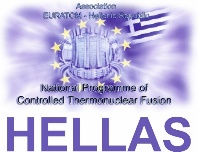 Association
EURATOM - Hellenic Republic
National Programme of
Controlled Thermonuclear Fusion
HELLAS